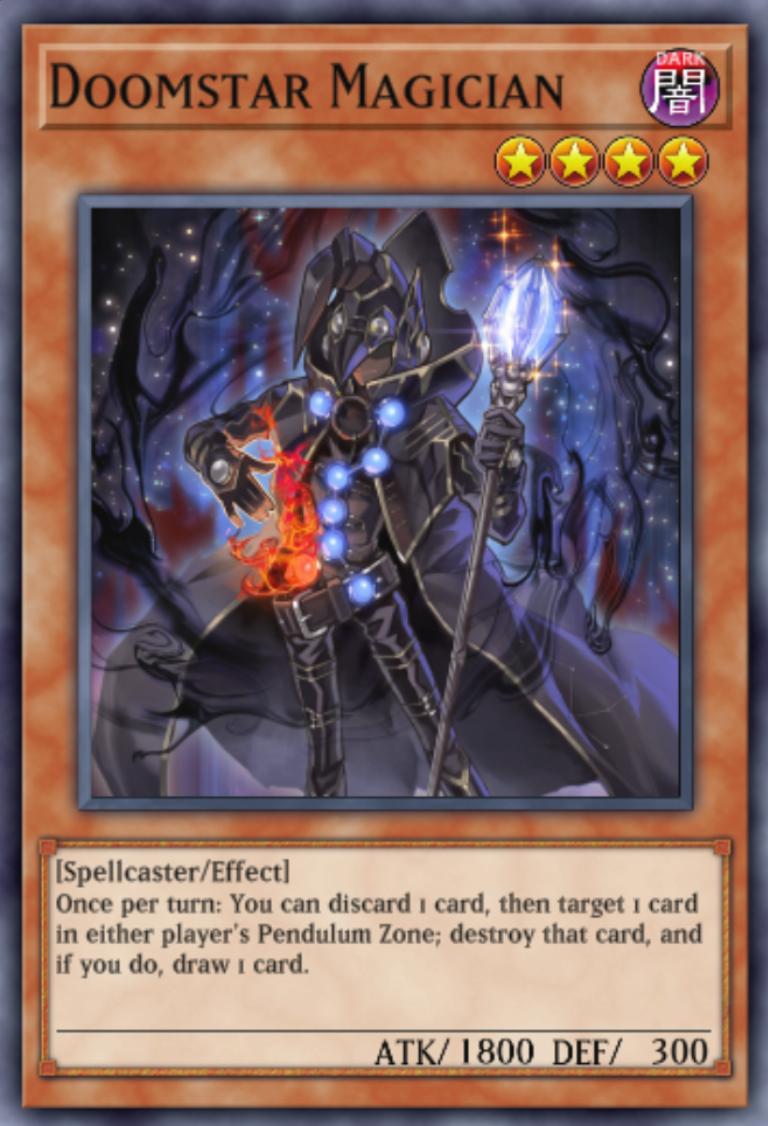 DOOMSTAR MAGICIAN
DARK
闇
[Spellcaster/Effect]
Once per turn: You can discard 1 card, then target 1 card
in either player's Pendulum Zone; destroy that card, and
if you do, draw 1 card.
ATK/ 1800 DEF/ 300